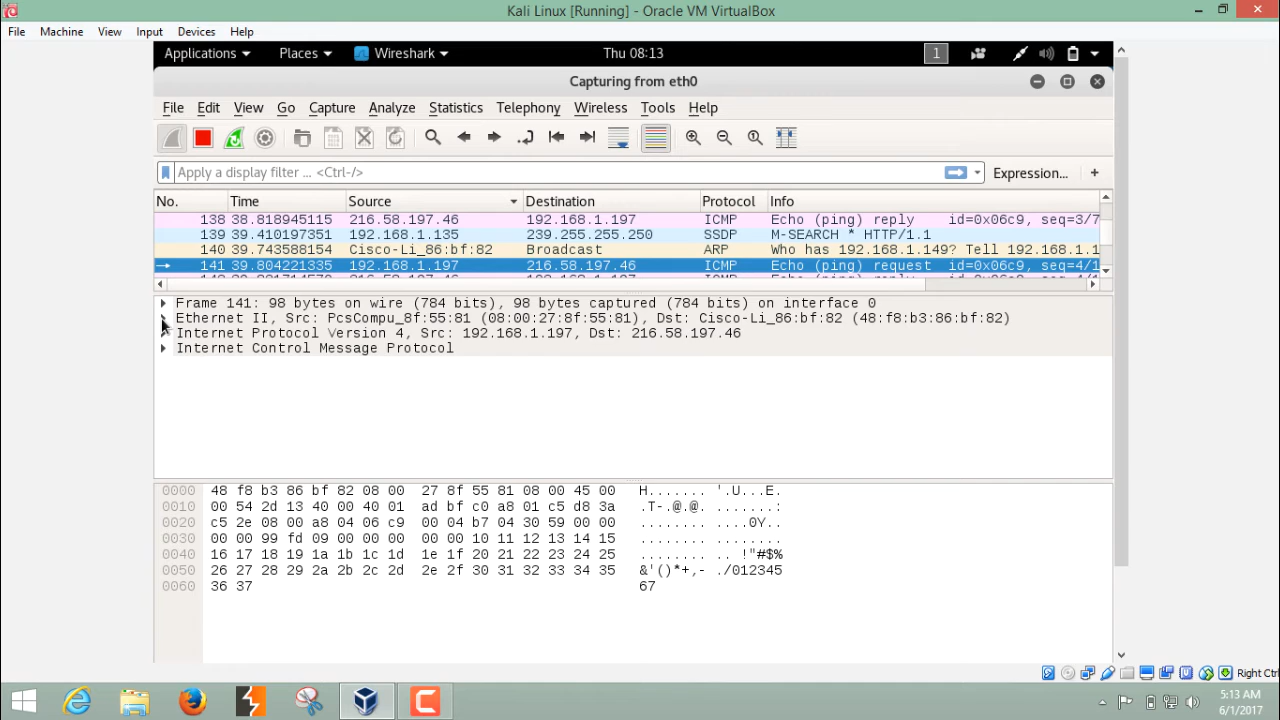 Kali Linux [Running] - Oracle VM VirtualBox
File Machine View Input Devices Help
Applications Places Wireshark Thu 08:13 1
Capturing from eth0
File Edit View Go Capture Analyze Statistics Telephony Wireless Tools Help
Apply a display filter ... <Ctrl-/> Expression... +
No. Time Source Destination Protocol Info
138 38.818945115 216.58.197.46 192.168.1.197 ICMP Echo (ping) reply id=0x06c9, seq=3/7
139 39.410197351 192.168.1.135 239.255.255.250 SSDP M-SEARCH * HTTP/1.1
140 39.743588154 Cisco-Li_86:bf:82 Broadcast ARP Who has 192.168.1.149? Tell 192.168.1.1
141 39.804221335 192.168.1.197 216.58.197.46 ICMP Echo (ping) request id=0x06c9, seq=4/1
Frame 141: 98 bytes on wire (784 bits), 98 bytes captured (784 bits) on interface 0
Ethernet II, Src: PcsCompu_8f:55:81 (08:00:27:8f:55:81), Dst: Cisco-Li_86:bf:82 (48:f8:b3:86:bf:82)
Internet Protocol Version 4, Src: 192.168.1.197, Dst: 216.58.197.46
Internet Control Message Protocol
0000 48 f8 b3 86 bf 82 08 00 27 8f 55 81 08 00 45 00 H....... '.U...E.
0010 00 54 2d 13 40 00 40 01 ad bf c0 a8 01 c5 d8 3a .T-.@.@. .......:
0020 c5 2e 08 00 a8 04 06 c9 00 04 b7 04 30 59 00 00 ........ ....0Y..
0030 00 00 99 fd 09 00 00 00 00 00 10 11 12 13 14 15 ........ ........
0040 16 17 18 19 1a 1b 1c 1d 1e 1f 20 21 22 23 24 25 ........ .. !"#$%
0050 26 27 28 29 2a 2b 2c 2d 2e 2f 30 31 32 33 34 35 &'()*+,- ./012345
0060 36 37 67
Right Ctrl
5:13 AM
6/1/2017